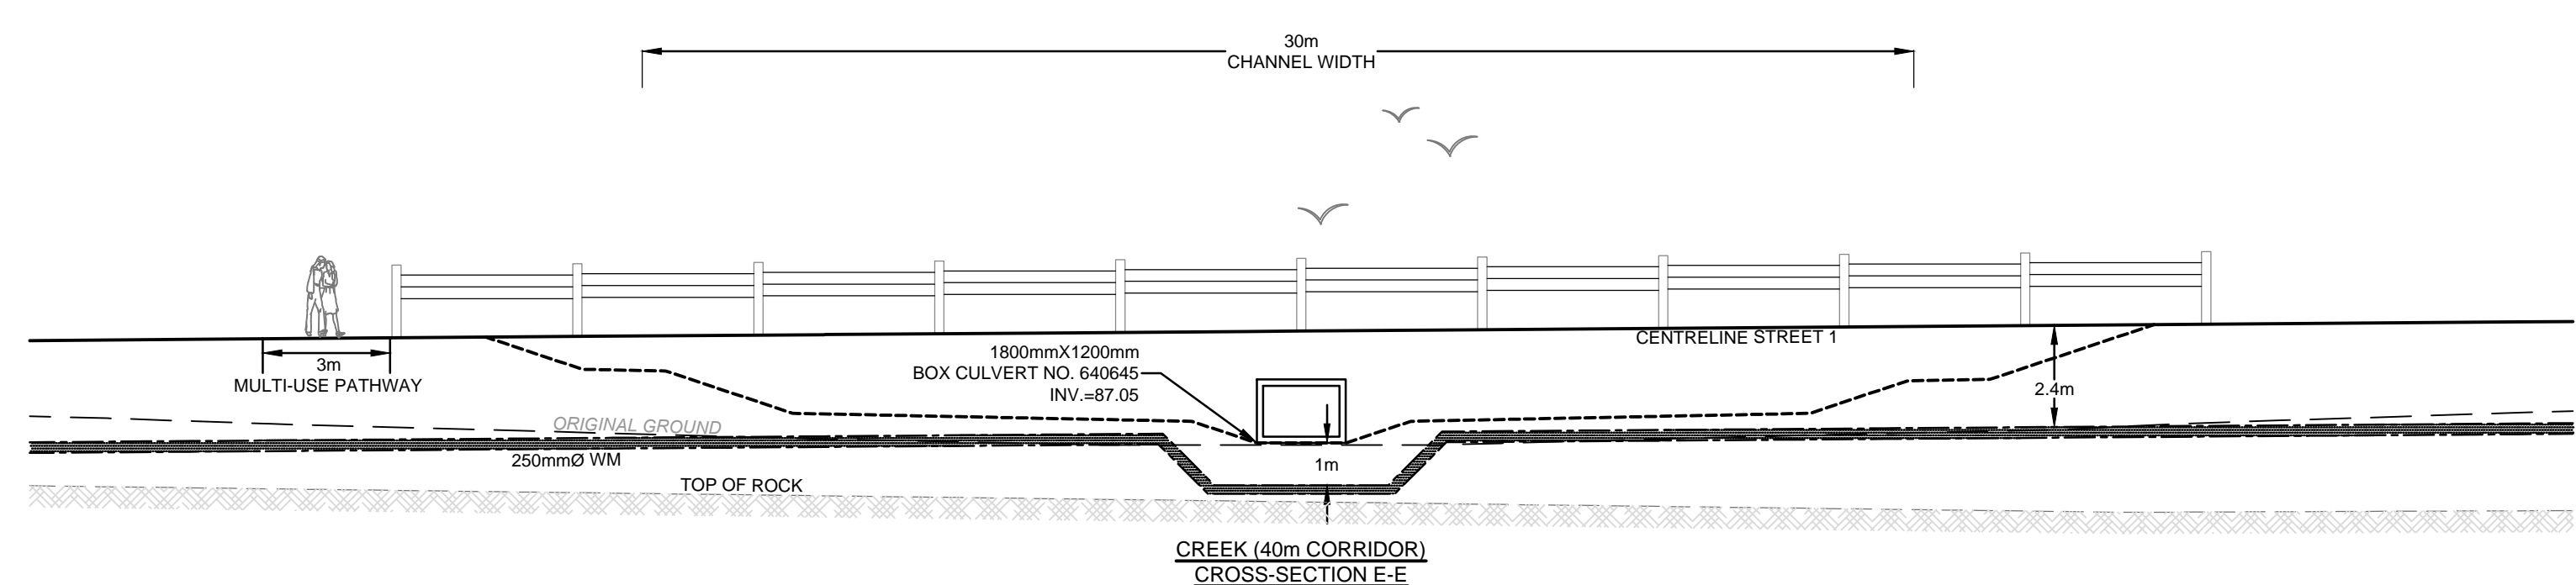 30m
CHANNEL WIDTH
CENTRELINE STREET 1
1800mmX1200mm
BOX CULVERT NO. 640645
INV.=87.05
3m
MULTI-USE PATHWAY
2.4m
ORIGINAL GROUND
250mmØ WM
1m
TOP OF ROCK
CREEK (40m CORRIDOR)
CROSS-SECTION E-E